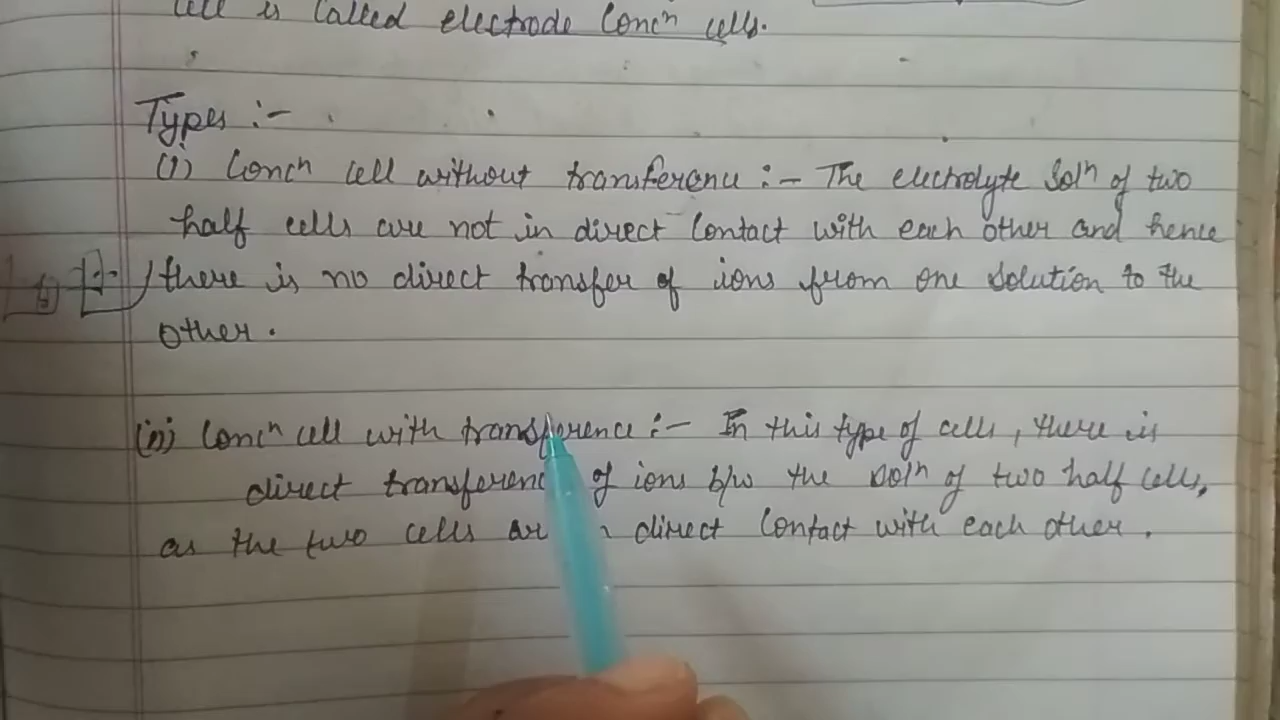 cell is called electrode Concn cells.
Types :-
(i) Concn cell without transference :- The electrolyte Soln of two
half cells are not in direct Contact with each other and hence
there is no direct transfer of ions from one solution to the
other.
(ii) Concn cell with transference :- In this type of cells, there is
direct of ions b/w the soln of two half cells,
as the two cells direct Contact with each other.